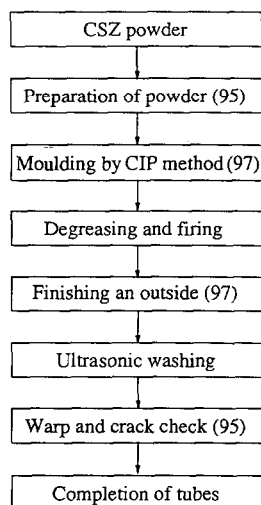 CSZ powder
Preparation of powder (95)
Moulding by CIP method (97)
Degreasing and firing
Finishing an outside (97)
Ultrasonic washing
Warp and crack check (95)
Completion of tubes